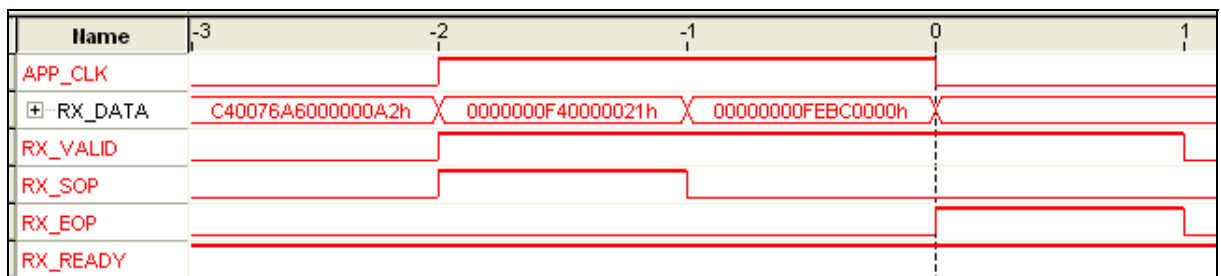 Name -3 -2 -1 0 1
APP_CLK
RX_DATA C40076A6000000A2h 0000000F40000021h 00000000FEBC0000h
RX_VALID
RX_SOP
RX_EOP
RX_READY